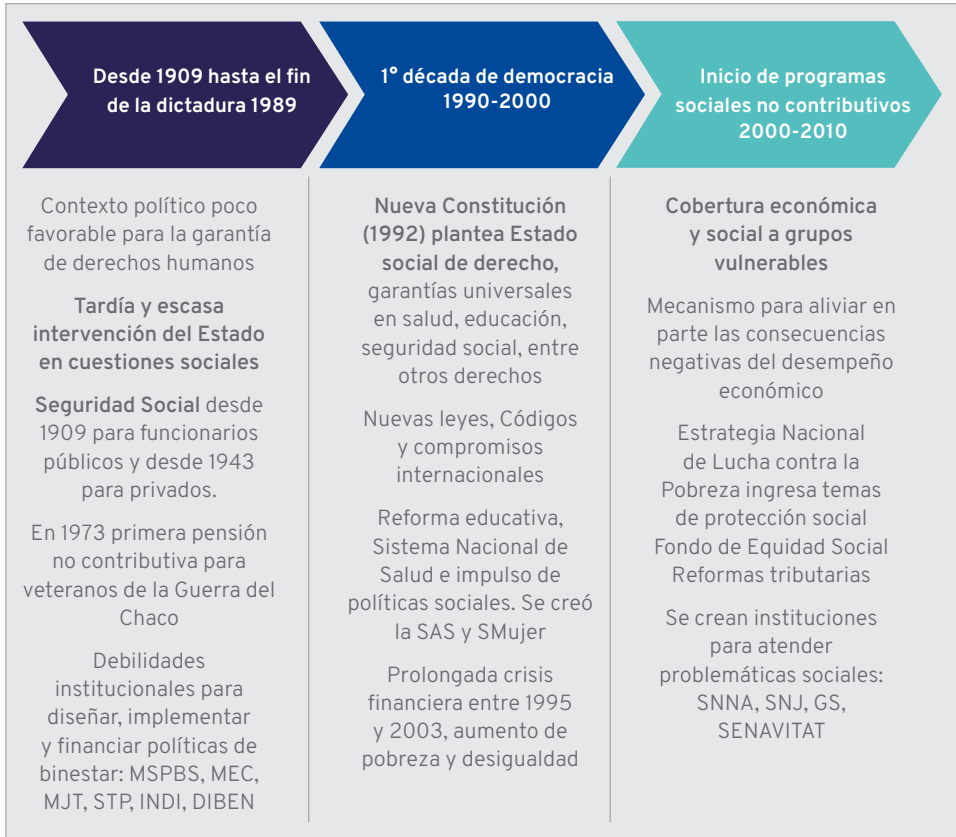 Desde 1909 hasta el fin
de la dictadura 1989
1° década de democracia
1990-2000
Inicio de programas
sociales no contributivos
2000-2010
Contexto político poco
favorable para la garantía
de derechos humanos
Tardía y escasa
intervención del Estado
en cuestiones sociales
Seguridad Social desde
1909 para funcionarios
públicos y desde 1943
para privados.
En 1973 primera pensión
no contributiva para
veteranos de la Guerra del
Chaco
Debilidades
institucionales para
diseñar, implementar
y financiar políticas de
binestar: MSPBS, MEC,
MJT, STP, INDI, DIBEN
Nueva Constitución
(1992) plantea Estado
social de derecho,
garantías universales
en salud, educación,
seguridad social, entre
otros derechos
Nuevas leyes, Códigos
y compromisos
internacionales
Reforma educativa,
Sistema Nacional de
Salud e impulso de
políticas sociales. Se creó
la SAS y SMujer
Prolongada crisis
financiera entre 1995
y 2003, aumento de
pobreza y desigualdad
Cobertura económica
y social a grupos
vulnerables
Mecanismo para aliviar en
parte las consecuencias
negativas del desempeño
económico
Estrategia Nacional
de Lucha contra la
Pobreza ingresa temas
de protección social
Fondo de Equidad Social
Reformas tributarias
Se crean instituciones
para atender
problemáticas sociales:
SNNA, SNJ, GS,
SENAVITAT